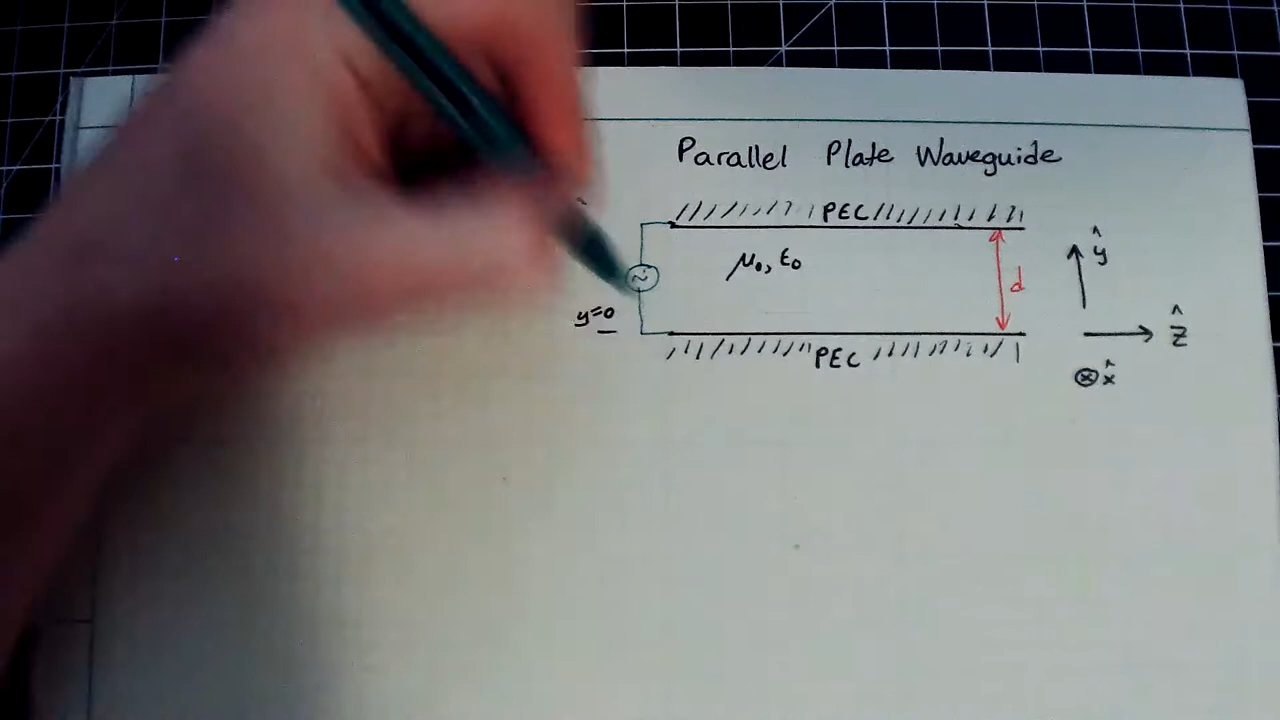 Parallel Plate Waveguide
PEC
μ₀, ε₀
d
ŷ
y=0
ẑ
PEC
x̂